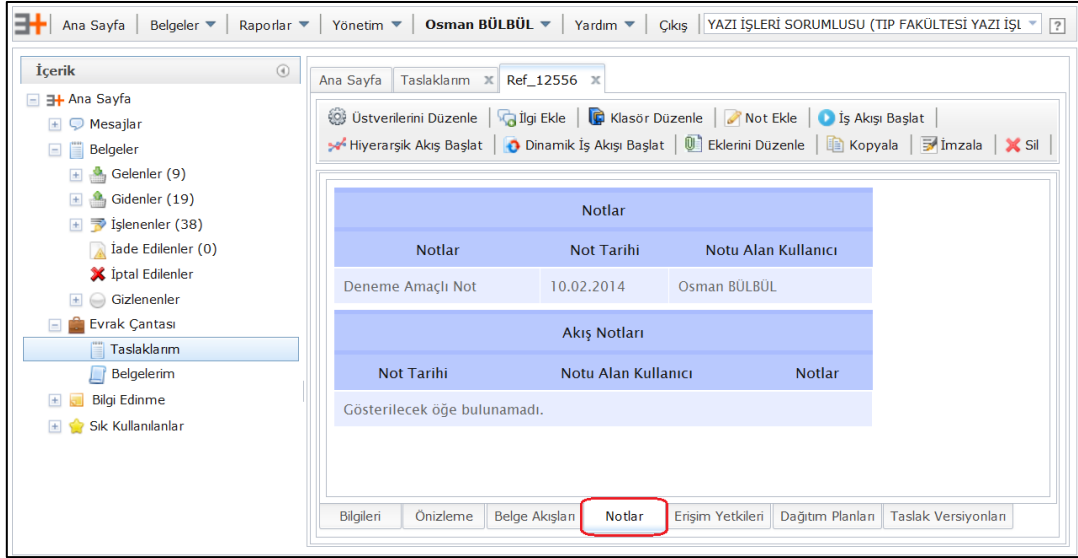 Ana Sayfa Belgeler Raporlar Yönetim Osman BÜLBÜL Yardım Çıkış YAZI İŞLERİ SORUMLUSU (TIP FAKÜLTESİ YAZI İŞL ?
İçerik
Ana Sayfa
Mesajlar
Belgeler
Gelenler (9)
Gidenler (19)
İşlenenler (38)
İade Edilenler (0)
İptal Edilenler
Gizlenenler
Evrak Çantası
Taslaklarım
Belgelerim
Bilgi Edinme
Sık Kullanılanlar
Ana Sayfa Taslaklarım x Ref_12556 x
Üstverilerini Düzenle İlgi Ekle Klasör Düzenle Not Ekle İş Akışı Başlat
Hiyerarşik Akış Başlat Dinamik İş Akışı Başlat Eklerini Düzenle Kopyala İmzala Sil
Notlar
Notlar Not Tarihi Notu Alan Kullanıcı
Deneme Amaçlı Not 10.02.2014 Osman BÜLBÜL
Akış Notları
Not Tarihi Notu Alan Kullanıcı Notlar
Gösterilecek öğe bulunamadı.
Bilgileri Önizleme Belge Akışları Notlar Erişim Yetkileri Dağıtım Planları Taslak Versiyonları